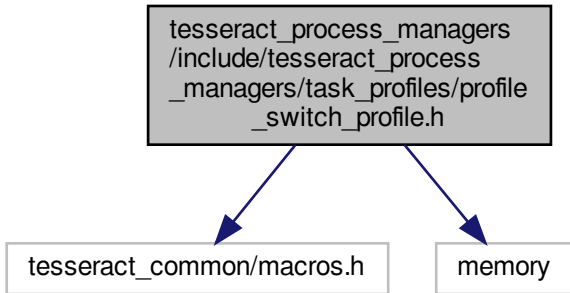 tesseract_process_managers
/include/tesseract_process
_managers/task_profiles/profile
_switch_profile.h
tesseract_common/macros.h
memory